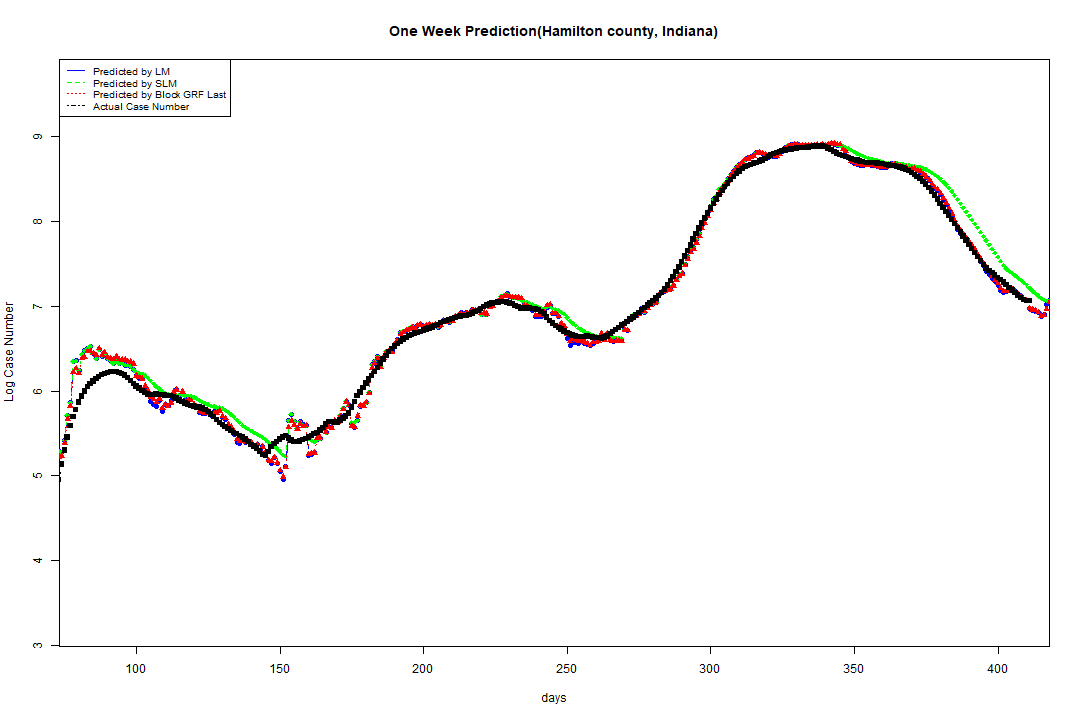 One Week Prediction(Hamilton county, Indiana)
Predicted by LM
Predicted by SLM
Predicted by Block GRF Last
Actual Case Number
Log Case Number
9
8
7
6
5
4
3
100 150 200 250 300 350 400
days